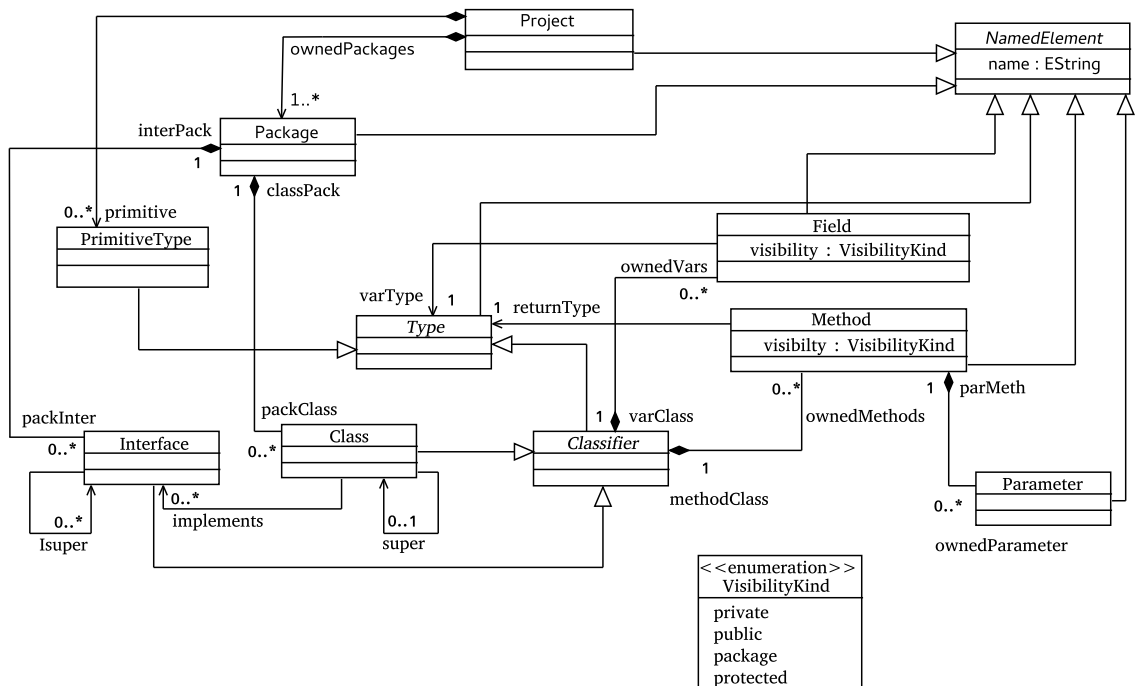 Project
NamedElement
name : EString
ownedPackages
1..*
interPack
Package
1
1
classPack
0..*
primitive
PrimitiveType
Field
visibility : VisibilityKind
ownedVars
0..*
varType
1
1
returnType
Type
Method
visibilty : VisibilityKind
0..*
ownedMethods
1
parMeth
packInter
0..*
Interface
packClass
0..*
Class
1
varClass
Classifier
1
methodClass
Parameter
0..*
ownedParameter
0..*
implements
0..*
Isuper
0..1
super
<<enumeration>>
VisibilityKind
private
public
package
protected